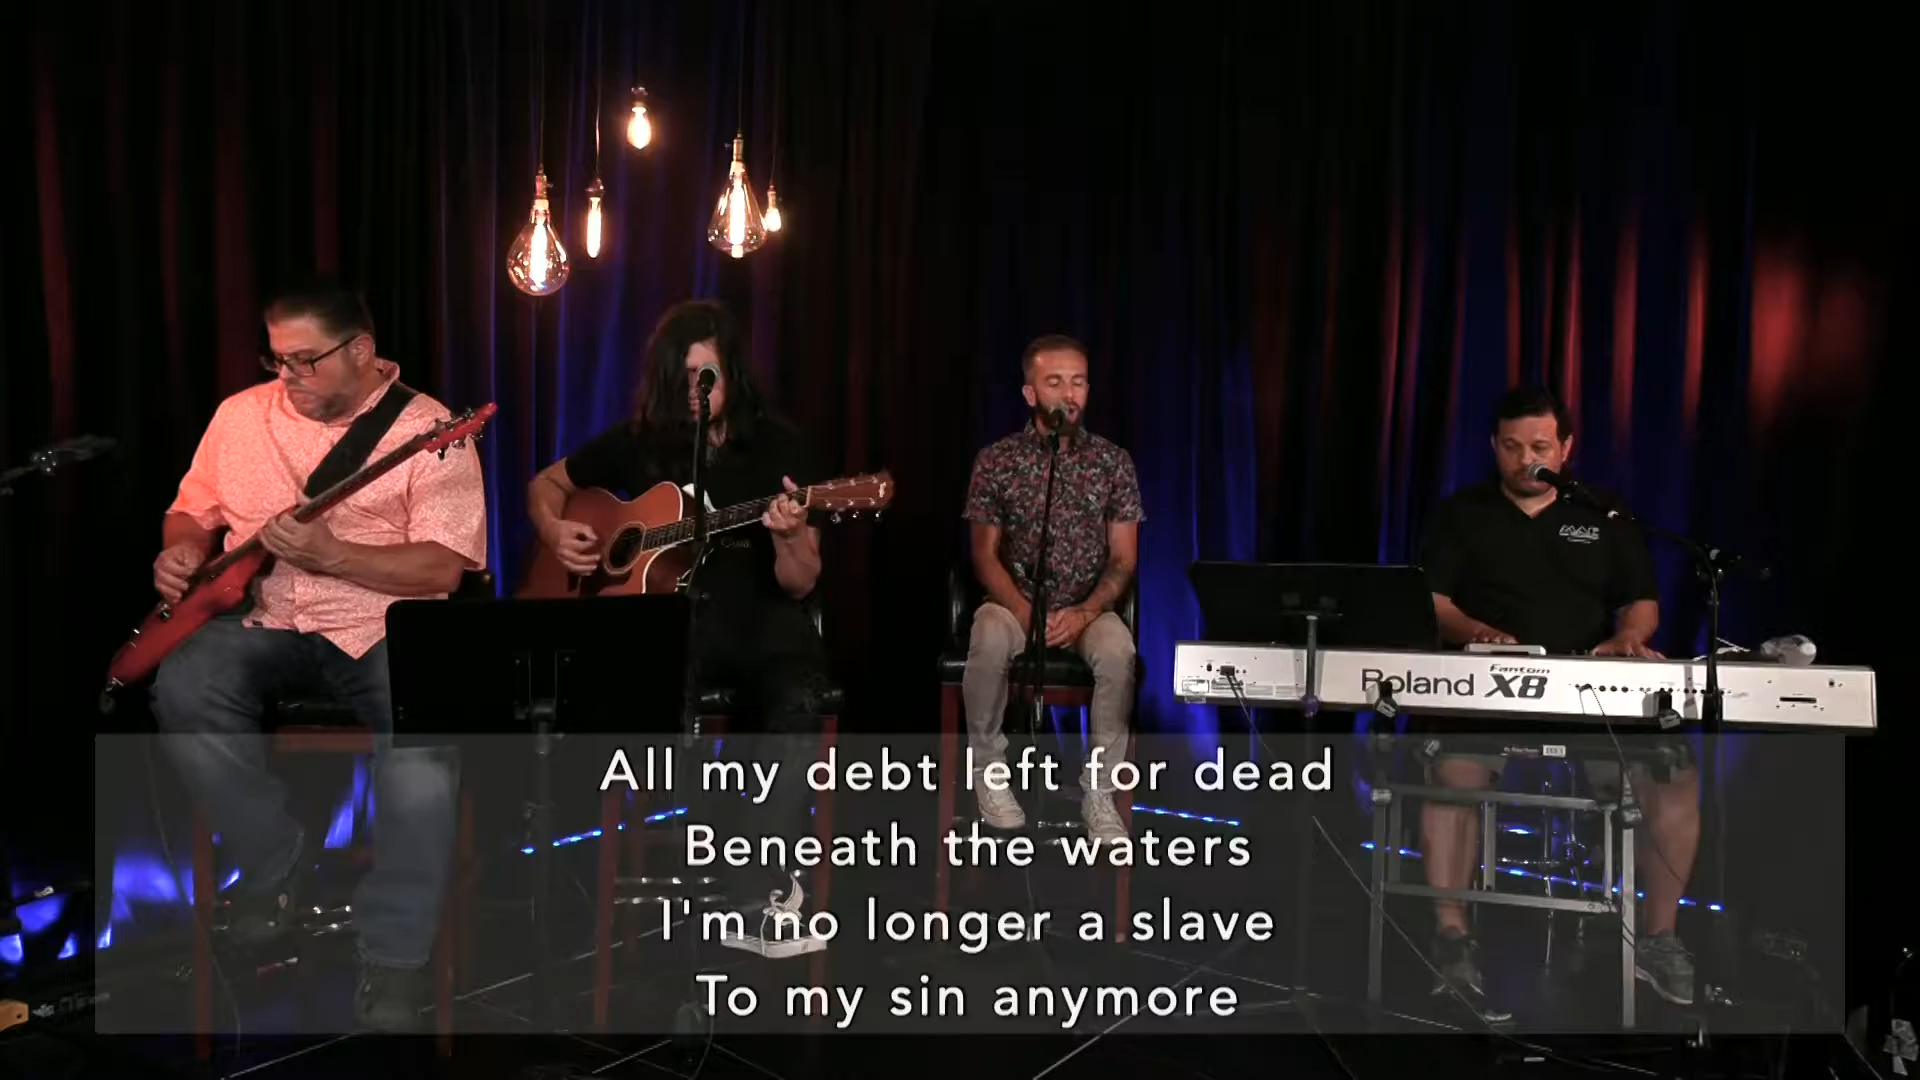 Fantom
Roland X8
All my debt left for dead
Beneath the waters
I'm no longer a slave
To my sin anymore